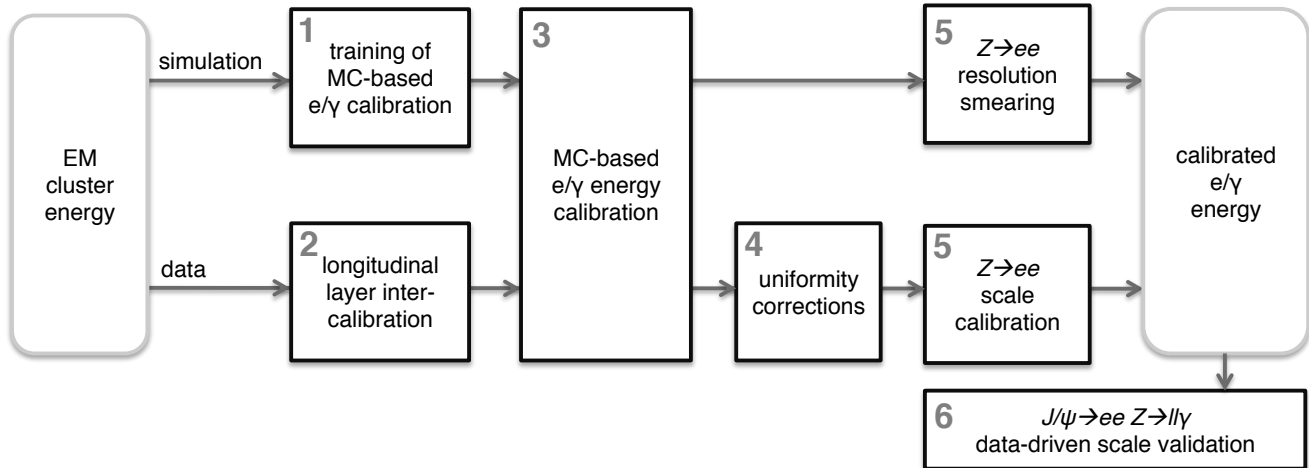 EM
cluster
energy
simulation
data
1
training of
MC-based
e/γ calibration
2
longitudinal
layer inter-
calibration
3
MC-based
e/γ energy
calibration
4
uniformity
corrections
5
Z→ee
resolution
smearing
5
Z→ee
scale
calibration
calibrated
e/γ
energy
6
J/ψ→ee Z→llγ
data-driven scale validation